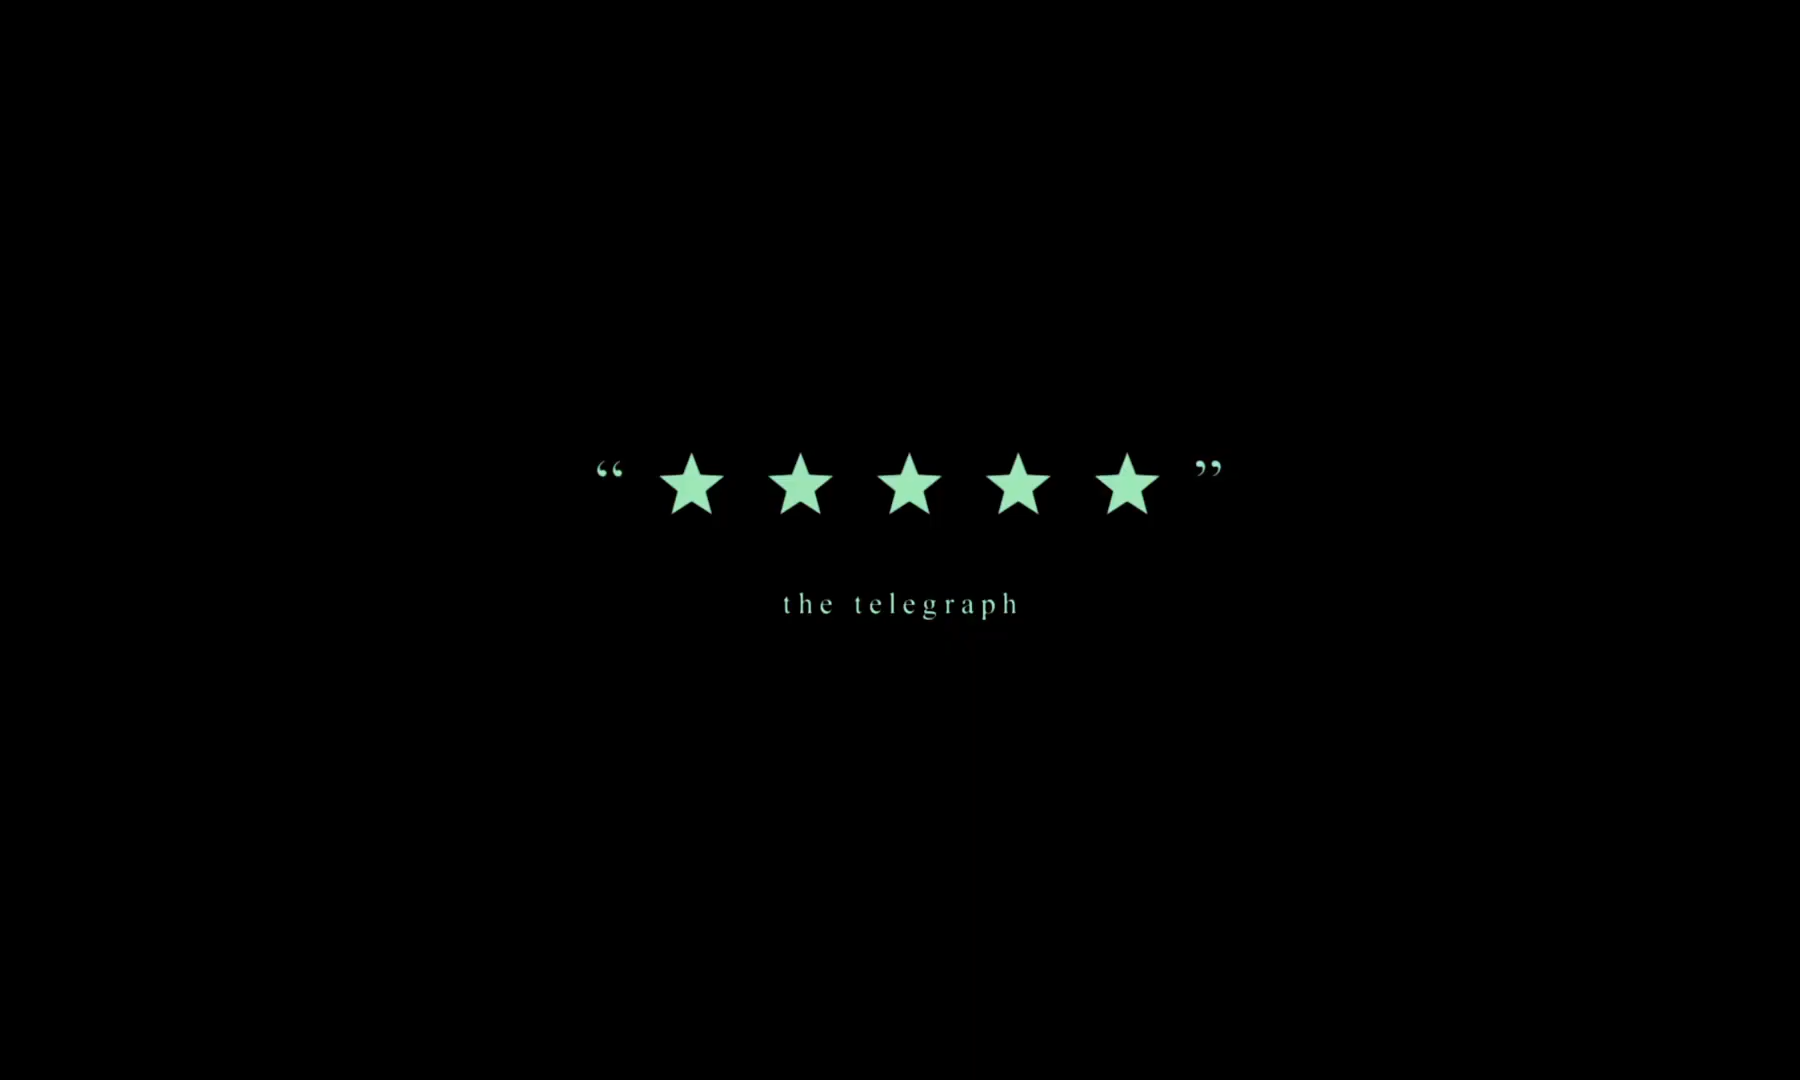 “ ★ ★ ★ ★ ★ ”
the telegraph